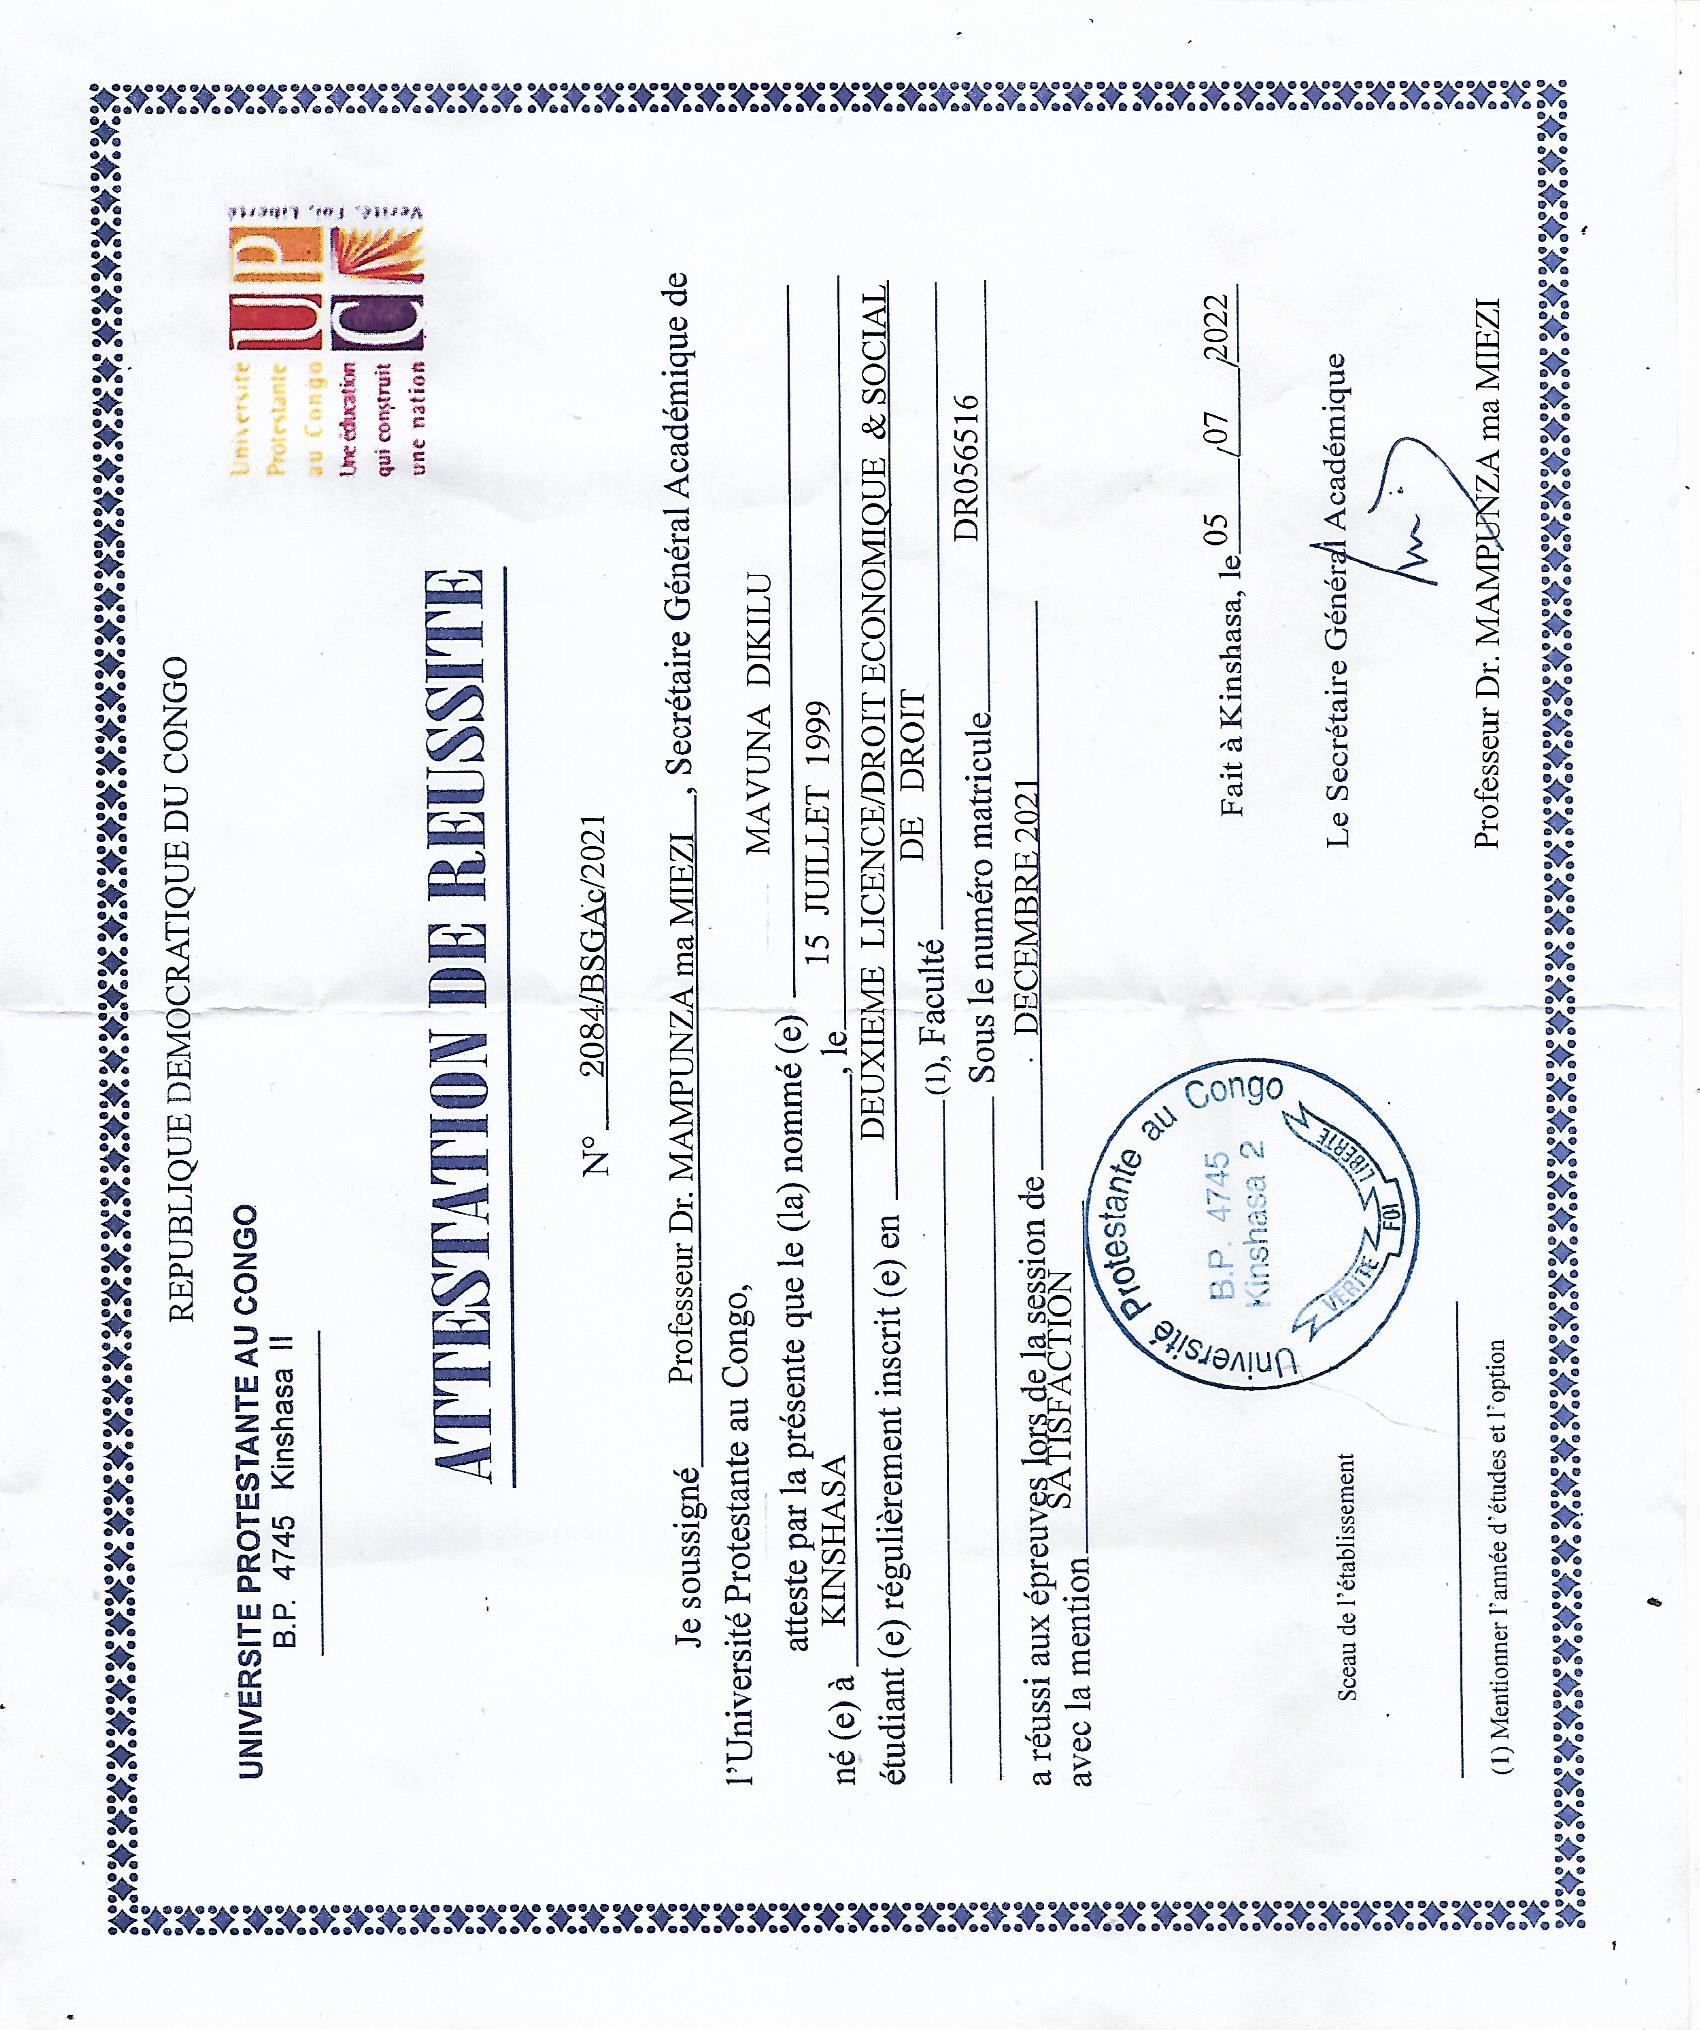 REPUBLIQUE DEMOCRATIQUE DU CONGO
UNIVERSITE PROTESTANTE AU CONGO
B.P. 4745 Kinshasa II
Université
Protestante
au Congo
Une éducation
qui construit
une nation
UP
C
Vérité, Foi, Liberté
ATTESTATION DE REUSSITE
N° 2084/BSGAc/2021
Je soussigné Professeur Dr. MAMPUNZA ma MIEZI, Secrétaire Général Académique de
l'Université Protestante au Congo,
atteste par la présente que le (la) nommé (e) MAVUNA DIKILU
né (e) à KINSHASA, le 15 JUILLET 1999
étudiant (e) régulièrement inscrit (e) en DEUXIEME LICENCE/DROIT ECONOMIQUE & SOCIAL
(1), Faculté DE DROIT
Sous le numéro matricule DR056516
a réussi aux épreuves lors de la session de . DECEMBRE 2021
avec la mention SATISFACTION
Fait à Kinshasa, le 05 /07 /2022
Université Protestante au Congo
B.P. 4745
Kinshasa 2
VERITE FOI LIBERTE
Sceau de l'établissement
Le Secrétaire Général Académique
Professeur Dr. MAMPUNZA ma MIEZI
(1) Mentionner l'année d'études et l'option